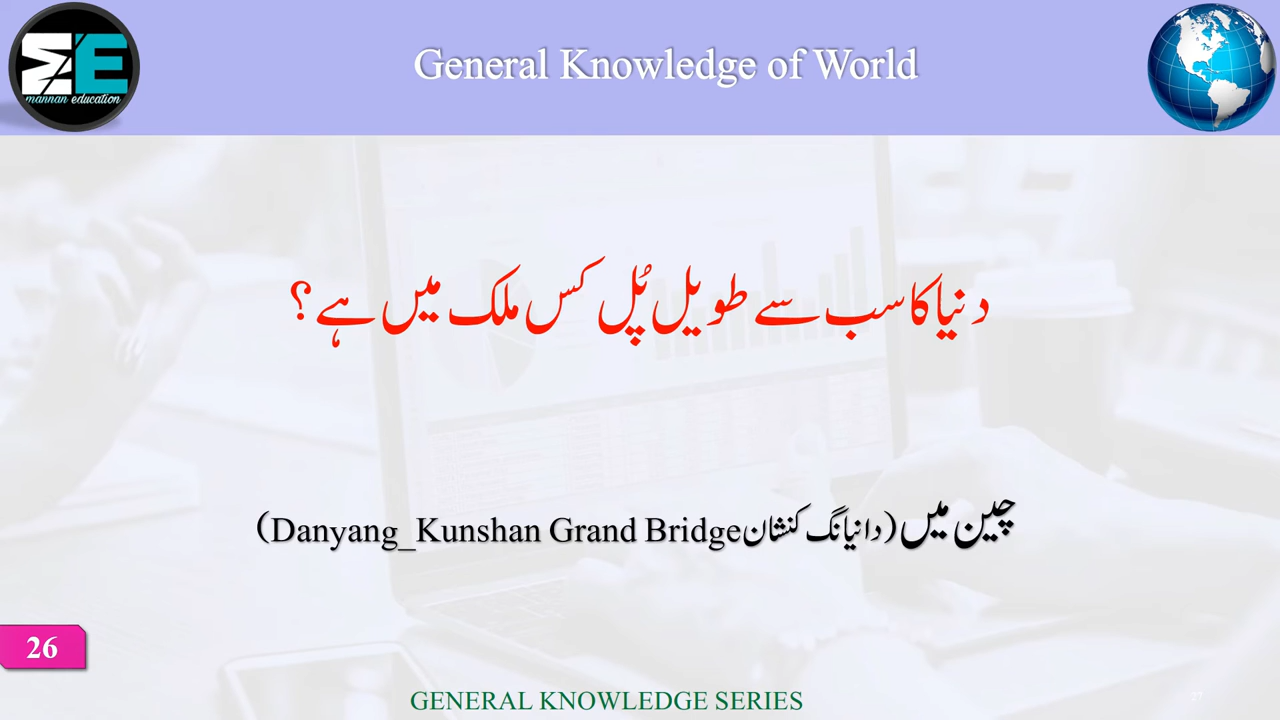 M E
mannan education
General Knowledge of World
دنیا کا سب سے طویل پُل کس ملک میں ہے؟
چین میں (دانیانگ کنشان Danyang_Kunshan Grand Bridge)
26
GENERAL KNOWLEDGE SERIES
27